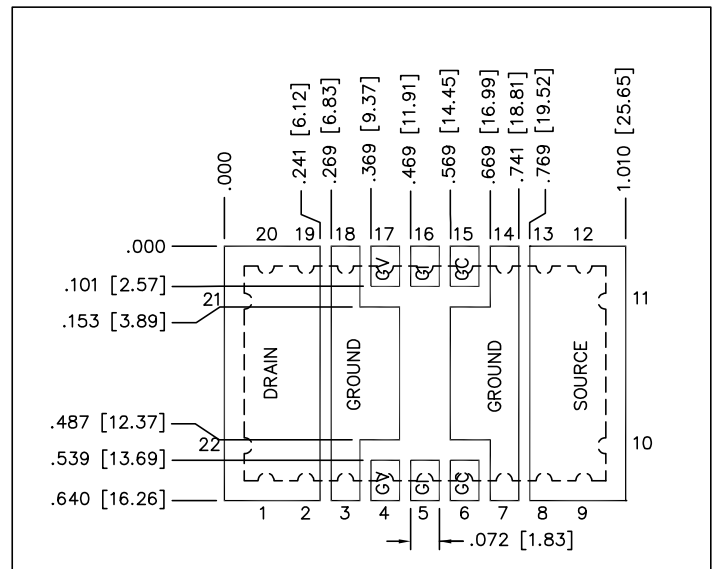 .000
.241 [6.12]
.269 [6.83]
.369 [9.37]
.469 [11.91]
.569 [14.45]
.669 [16.99]
.741 [18.81]
.769 [19.52]
1.010 [25.65]
.000
20 19 18 17 16 15 14 13 12
GV GI GC
.101 [2.57]
21
11
.153 [3.89]
DRAIN
GROUND
GROUND
SOURCE
.487 [12.37]
22
10
.539 [13.69]
GV GC GC
.640 [16.26]
1 2 3 4 5 6 7 8 9
.072 [1.83]